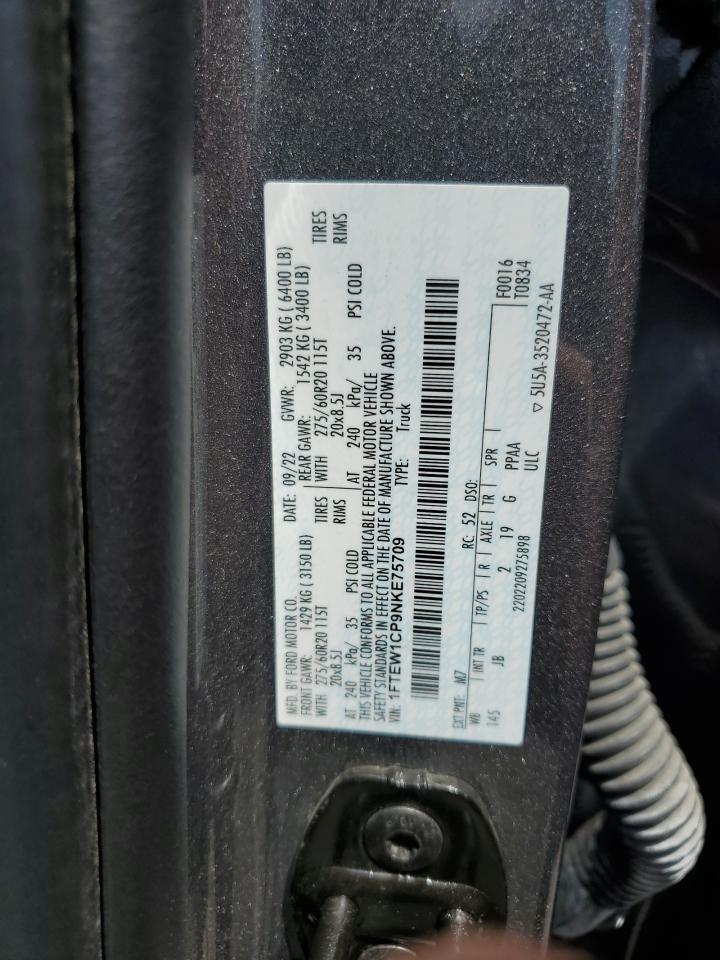 MFD. BY FORD MOTOR CO.
DATE: 09/22 GVWR: 2903 KG ( 6400 LB)
FRONT GAWR: 1429 KG ( 3150 LB) REAR GAWR: 1542 KG ( 3400 LB)
WITH 275/60R20 115T TIRES WITH 275/60R20 115T TIRES
20x8.5J RIMS 20x8.5J RIMS
AT 240 kPa/ 35 PSI COLD AT 240 kPa/ 35 PSI COLD
THIS VEHICLE CONFORMS TO ALL APPLICABLE FEDERAL MOTOR VEHICLE
SAFETY STANDARDS IN EFFECT ON THE DATE OF MANUFACTURE SHOWN ABOVE.
VIN: 1FTEW1CP9NKE75709 TYPE: Truck
EXT PNT: M7 RC: 52 DSO:
WB INT TR TP/PS R AXLE TR SPR F0016
145 JB 2 19 G PPAA T0834
2202209275898 ULC
▽ 5U5A-3520472-AA